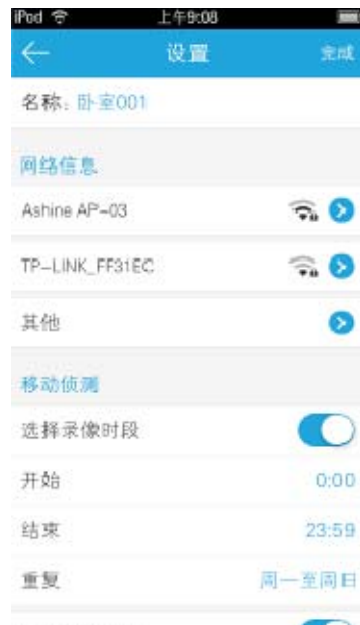 iPod 上午9:08
设置 完成
名称：卧室001
网络信息
Ashine AP-03
TP-LINK_FF31EC
其他
移动侦测
选择录像时段
开始 0:00
结束 23:59
重复 周一至周日